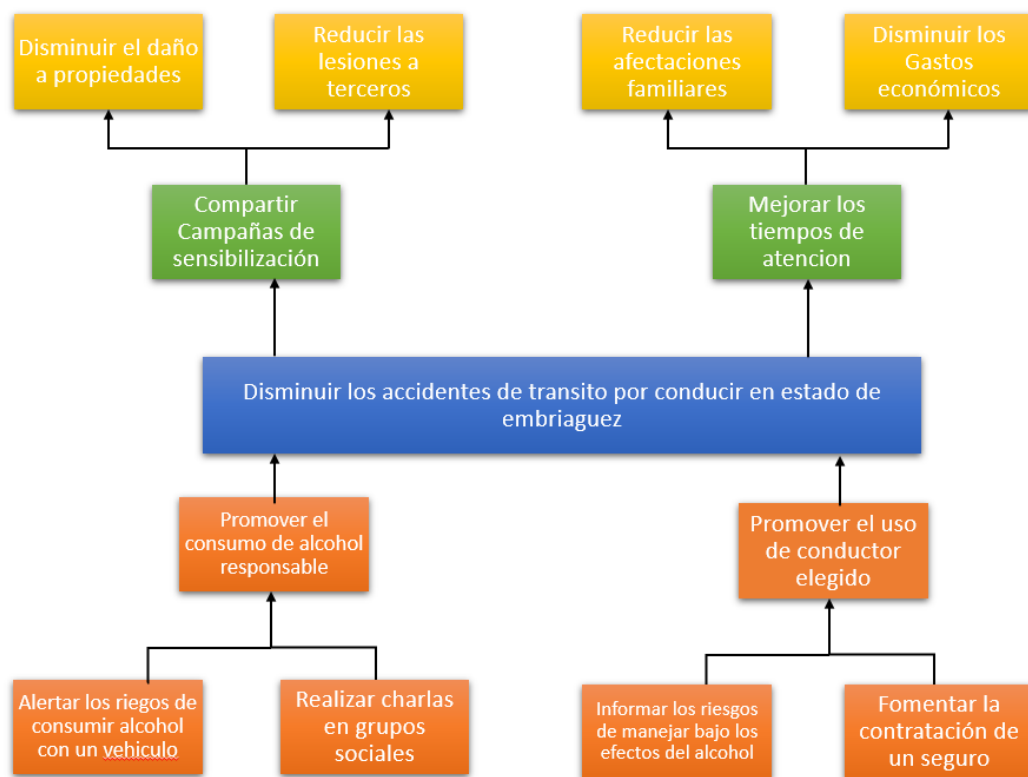 Disminuir el daño
a propiedades
Reducir las
lesiones a
terceros
Reducir las
afectaciones
familiares
Disminuir los
Gastos
económicos
Compartir
Campañas de
sensibilización
Mejorar los
tiempos de
atencion
Disminuir los accidentes de transito por conducir en estado de
embriaguez
Promover el
consumo de alcohol
responsable
Promover el uso
de conductor
elegido
Alertar los riegos de
consumir alcohol
con un vehiculo
Realizar charlas
en grupos
sociales
Informar los riesgos
de manejar bajo los
efectos del alcohol
Fomentar la
contratación de
un seguro